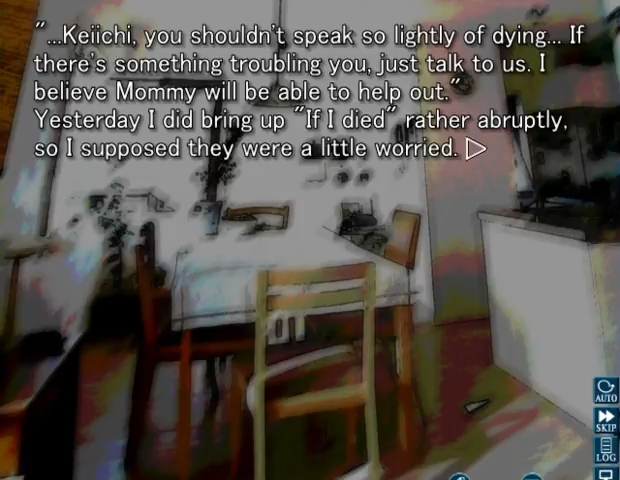 "...Keiichi, you shouldn't speak so lightly of dying... If
there's something troubling you, just talk to us. I
believe Mommy will be able to help out."
Yesterday I did bring up "If I died" rather abruptly,
so I supposed they were a little worried.
AUTO
SKIP
LOG